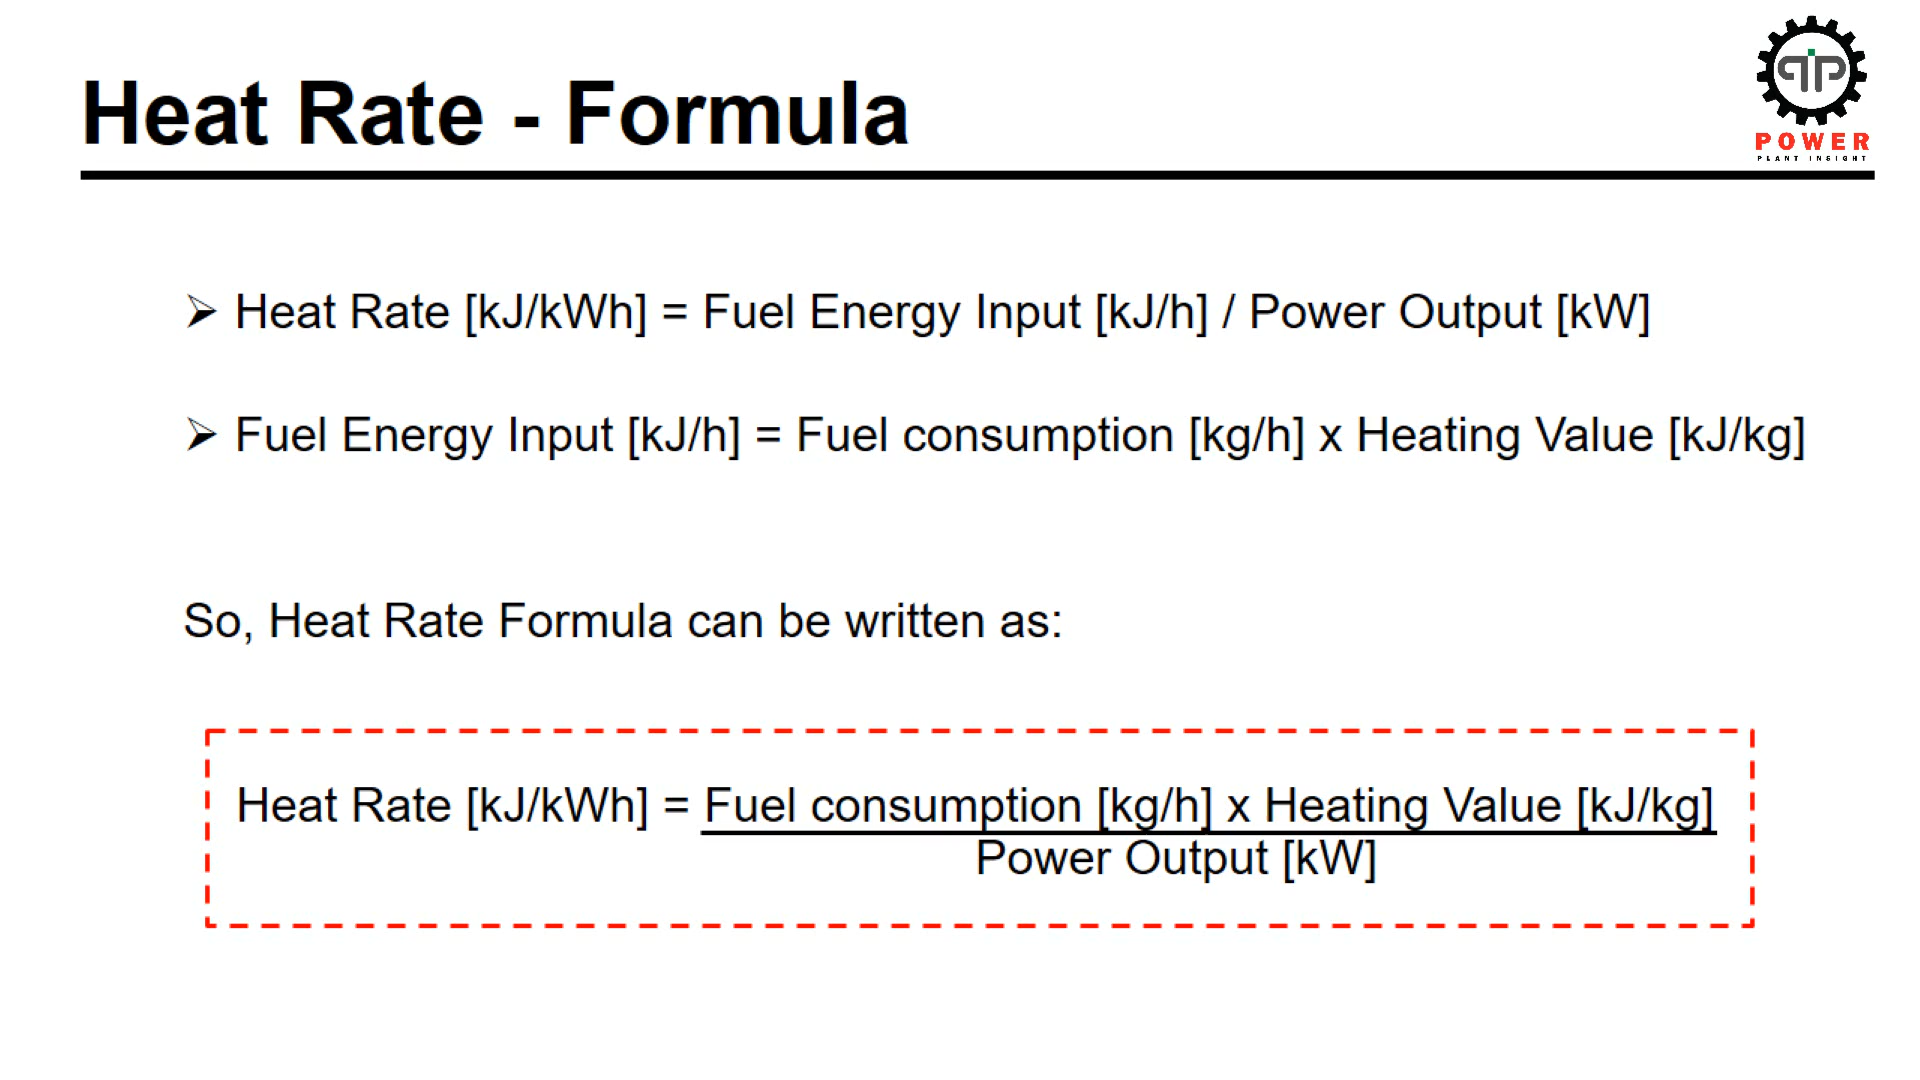 Heat Rate - Formula
POWER
PLANT INSIGHT
➢ Heat Rate [kJ/kWh] = Fuel Energy Input [kJ/h] / Power Output [kW]
➢ Fuel Energy Input [kJ/h] = Fuel consumption [kg/h] x Heating Value [kJ/kg]
So, Heat Rate Formula can be written as:
Heat Rate [kJ/kWh] = Fuel consumption [kg/h] x Heating Value [kJ/kg]
Power Output [kW]